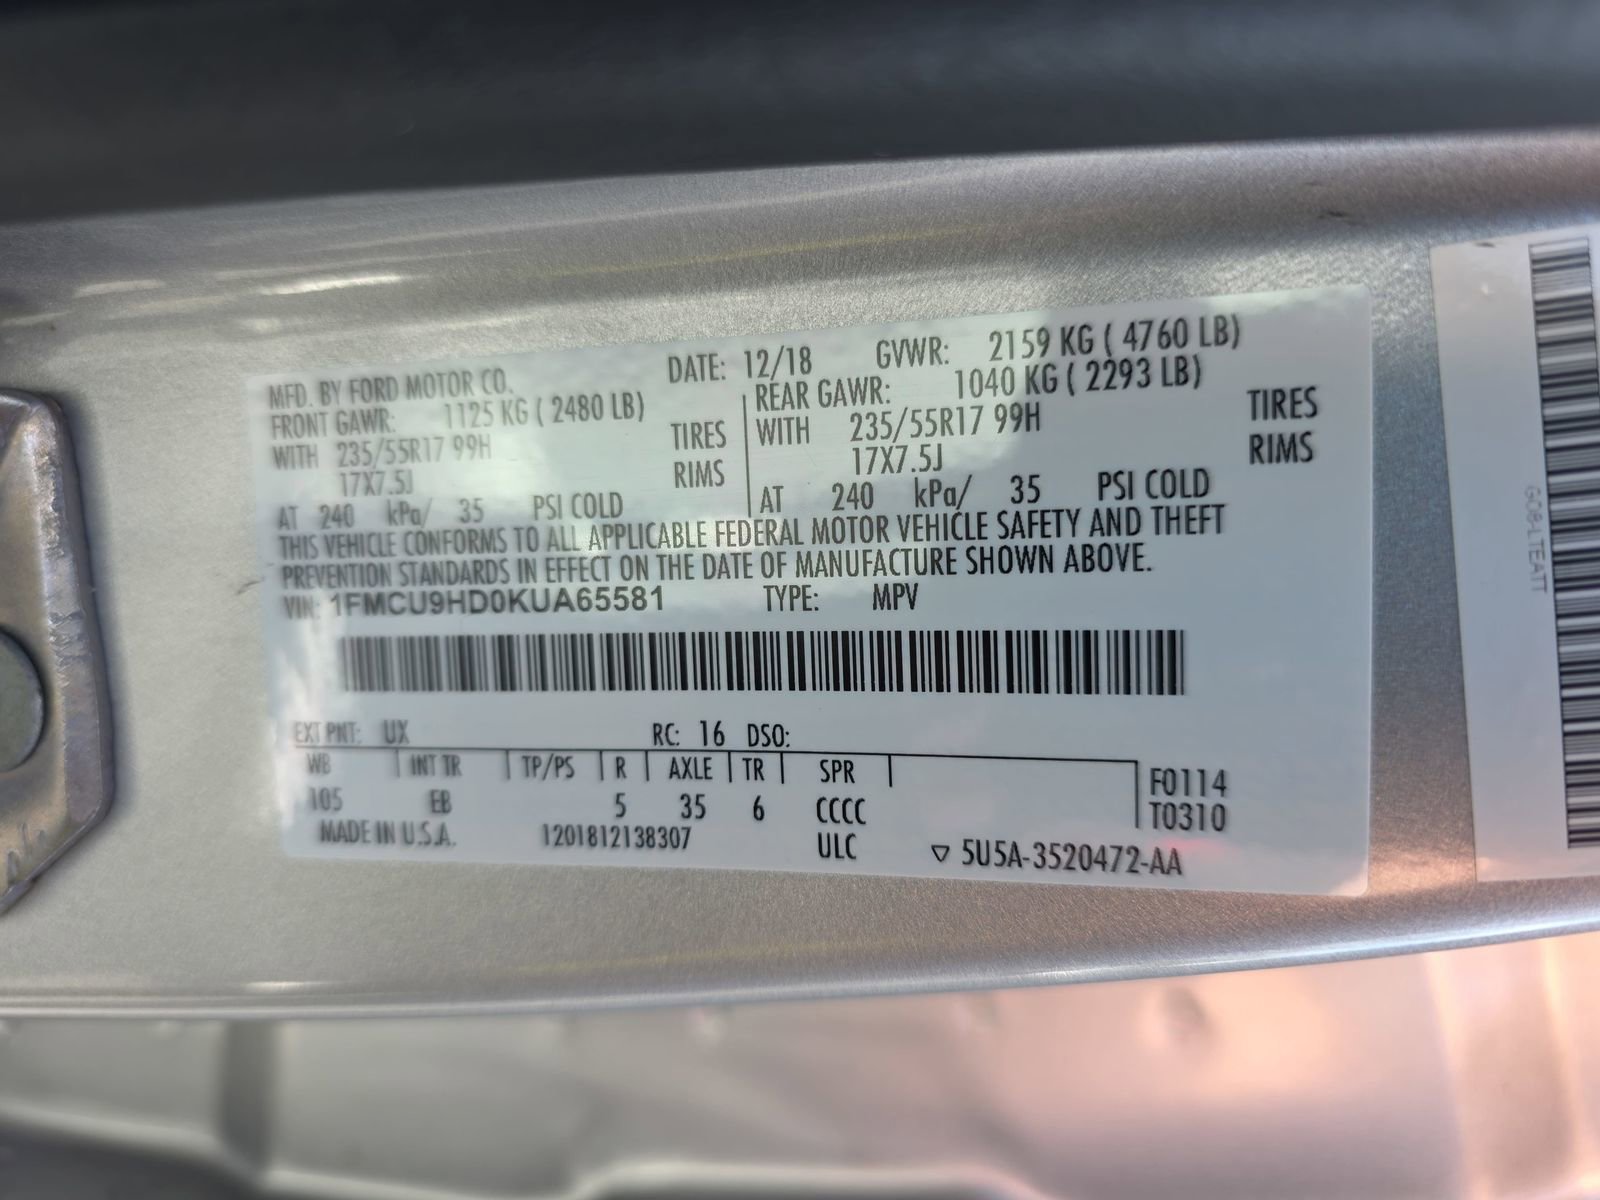 MFD. BY FORD MOTOR CO. DATE: 12/18 GVWR: 2159 KG ( 4760 LB)
FRONT GAWR: 1125 KG ( 2480 LB) REAR GAWR: 1040 KG ( 2293 LB)
WITH 235/55R17 99H TIRES WITH 235/55R17 99H TIRES
17X7.5J RIMS 17X7.5J RIMS
AT 240 kPa/ 35 PSI COLD AT 240 kPa/ 35 PSI COLD
THIS VEHICLE CONFORMS TO ALL APPLICABLE FEDERAL MOTOR VEHICLE SAFETY AND THEFT
PREVENTION STANDARDS IN EFFECT ON THE DATE OF MANUFACTURE SHOWN ABOVE.
VIN: 1FMCU9HD0KUA65581 TYPE: MPV
EXT PNT: UX RC: 16 DSO:
WB INT TR TP/PS R AXLE TR SPR F0114
105 EB 5 35 6 CCCC T0310
MADE IN U.S.A. 1201812138307 ULC ▽ 5U5A-3520472-AA